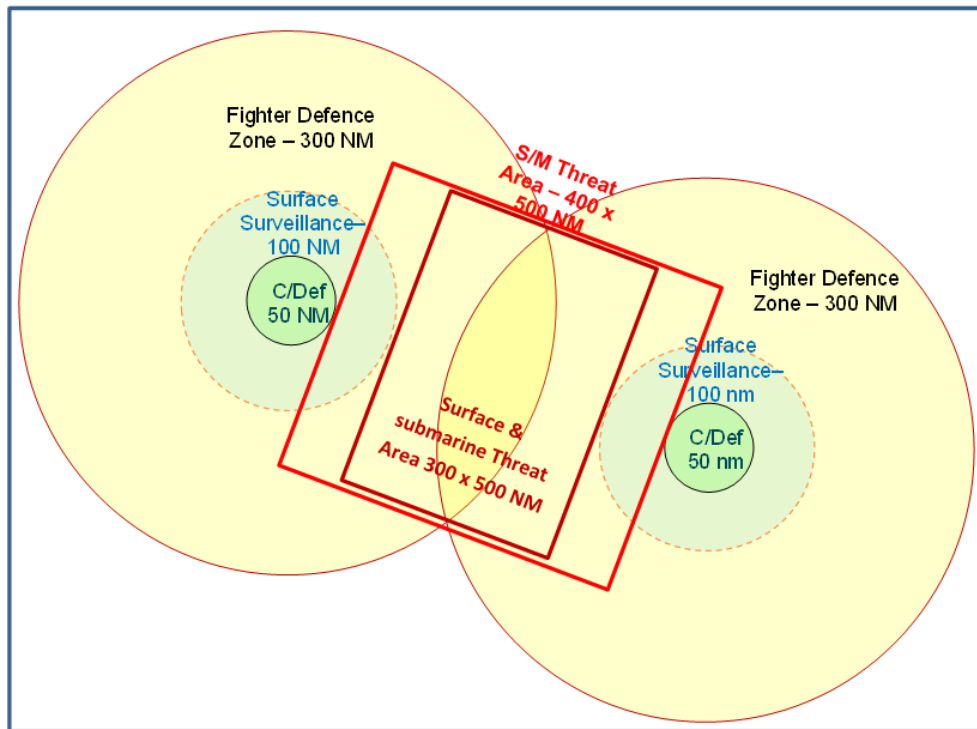 Fighter Defence
Zone – 300 NM
Surface
Surveillance–
100 NM
C/Def
50 NM
S/M Threat
Area – 400 x
500 NM
Surface &
submarine Threat
Area 300 x 500 NM
Fighter Defence
Zone – 300 NM
Surface
Surveillance–
100 nm
C/Def
50 nm